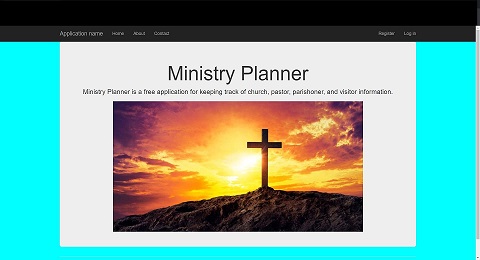 Application name Home About Contact Register Log in
Ministry Planner
Ministry Planner is a free application for keeping track of church, pastor, parishoner, and visitor information.